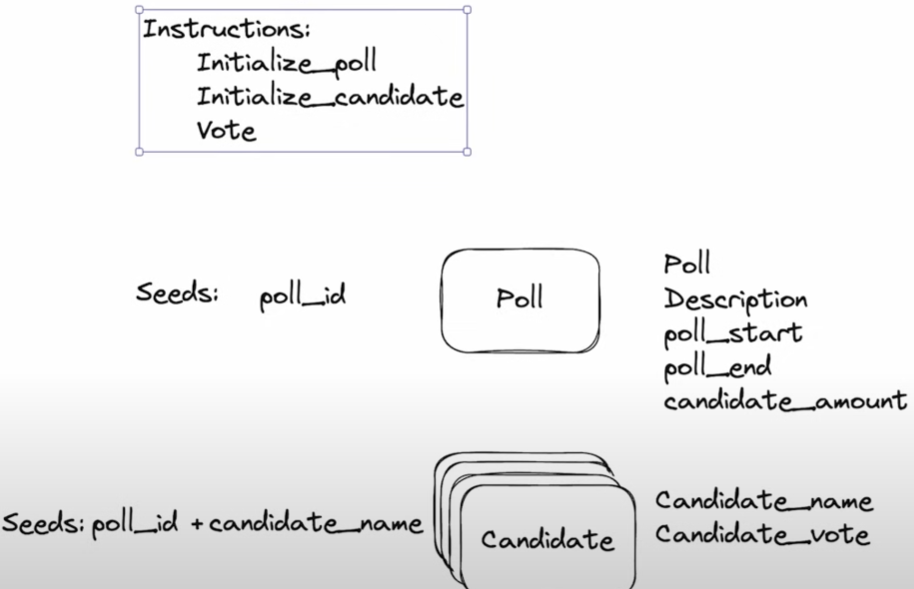 Instructions:
Initialize_poll
Initialize_candidate
Vote
Seeds: poll_id
Poll
Poll
Description
poll_start
poll_end
candidate_amount
Seeds: poll_id + candidate_name
Candidate
Candidate_name
Candidate_vote